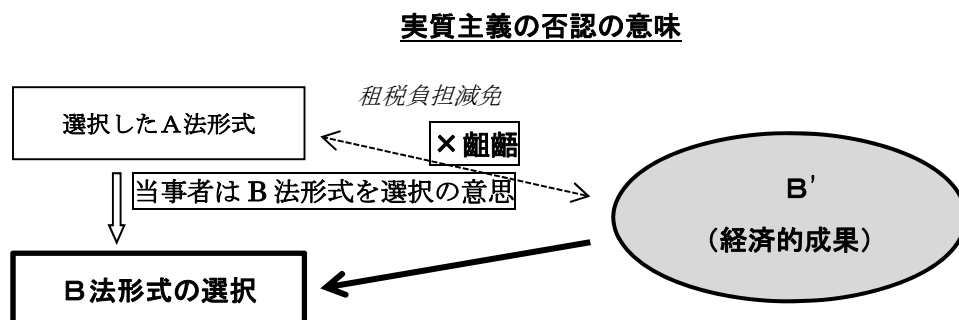 実質主義の否認の意味
租税負担減免
選択したA法形式
×齟齬
当事者は B 法形式を選択の意思
B'
（経済的成果）
B法形式の選択